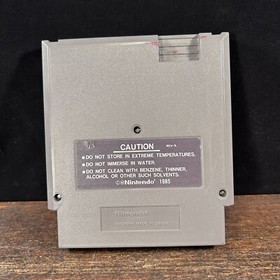 CAUTION
Rev-A
•DO NOT STORE IN EXTREME TEMPERATURES.
•DO NOT IMMERSE IN WATER.
•DO NOT CLEAN WITH BENZENE, THINNER,
ALCOHOL OR OTHER SUCH SOLVENTS.
©®Nintendo® 1985
Nintendo®